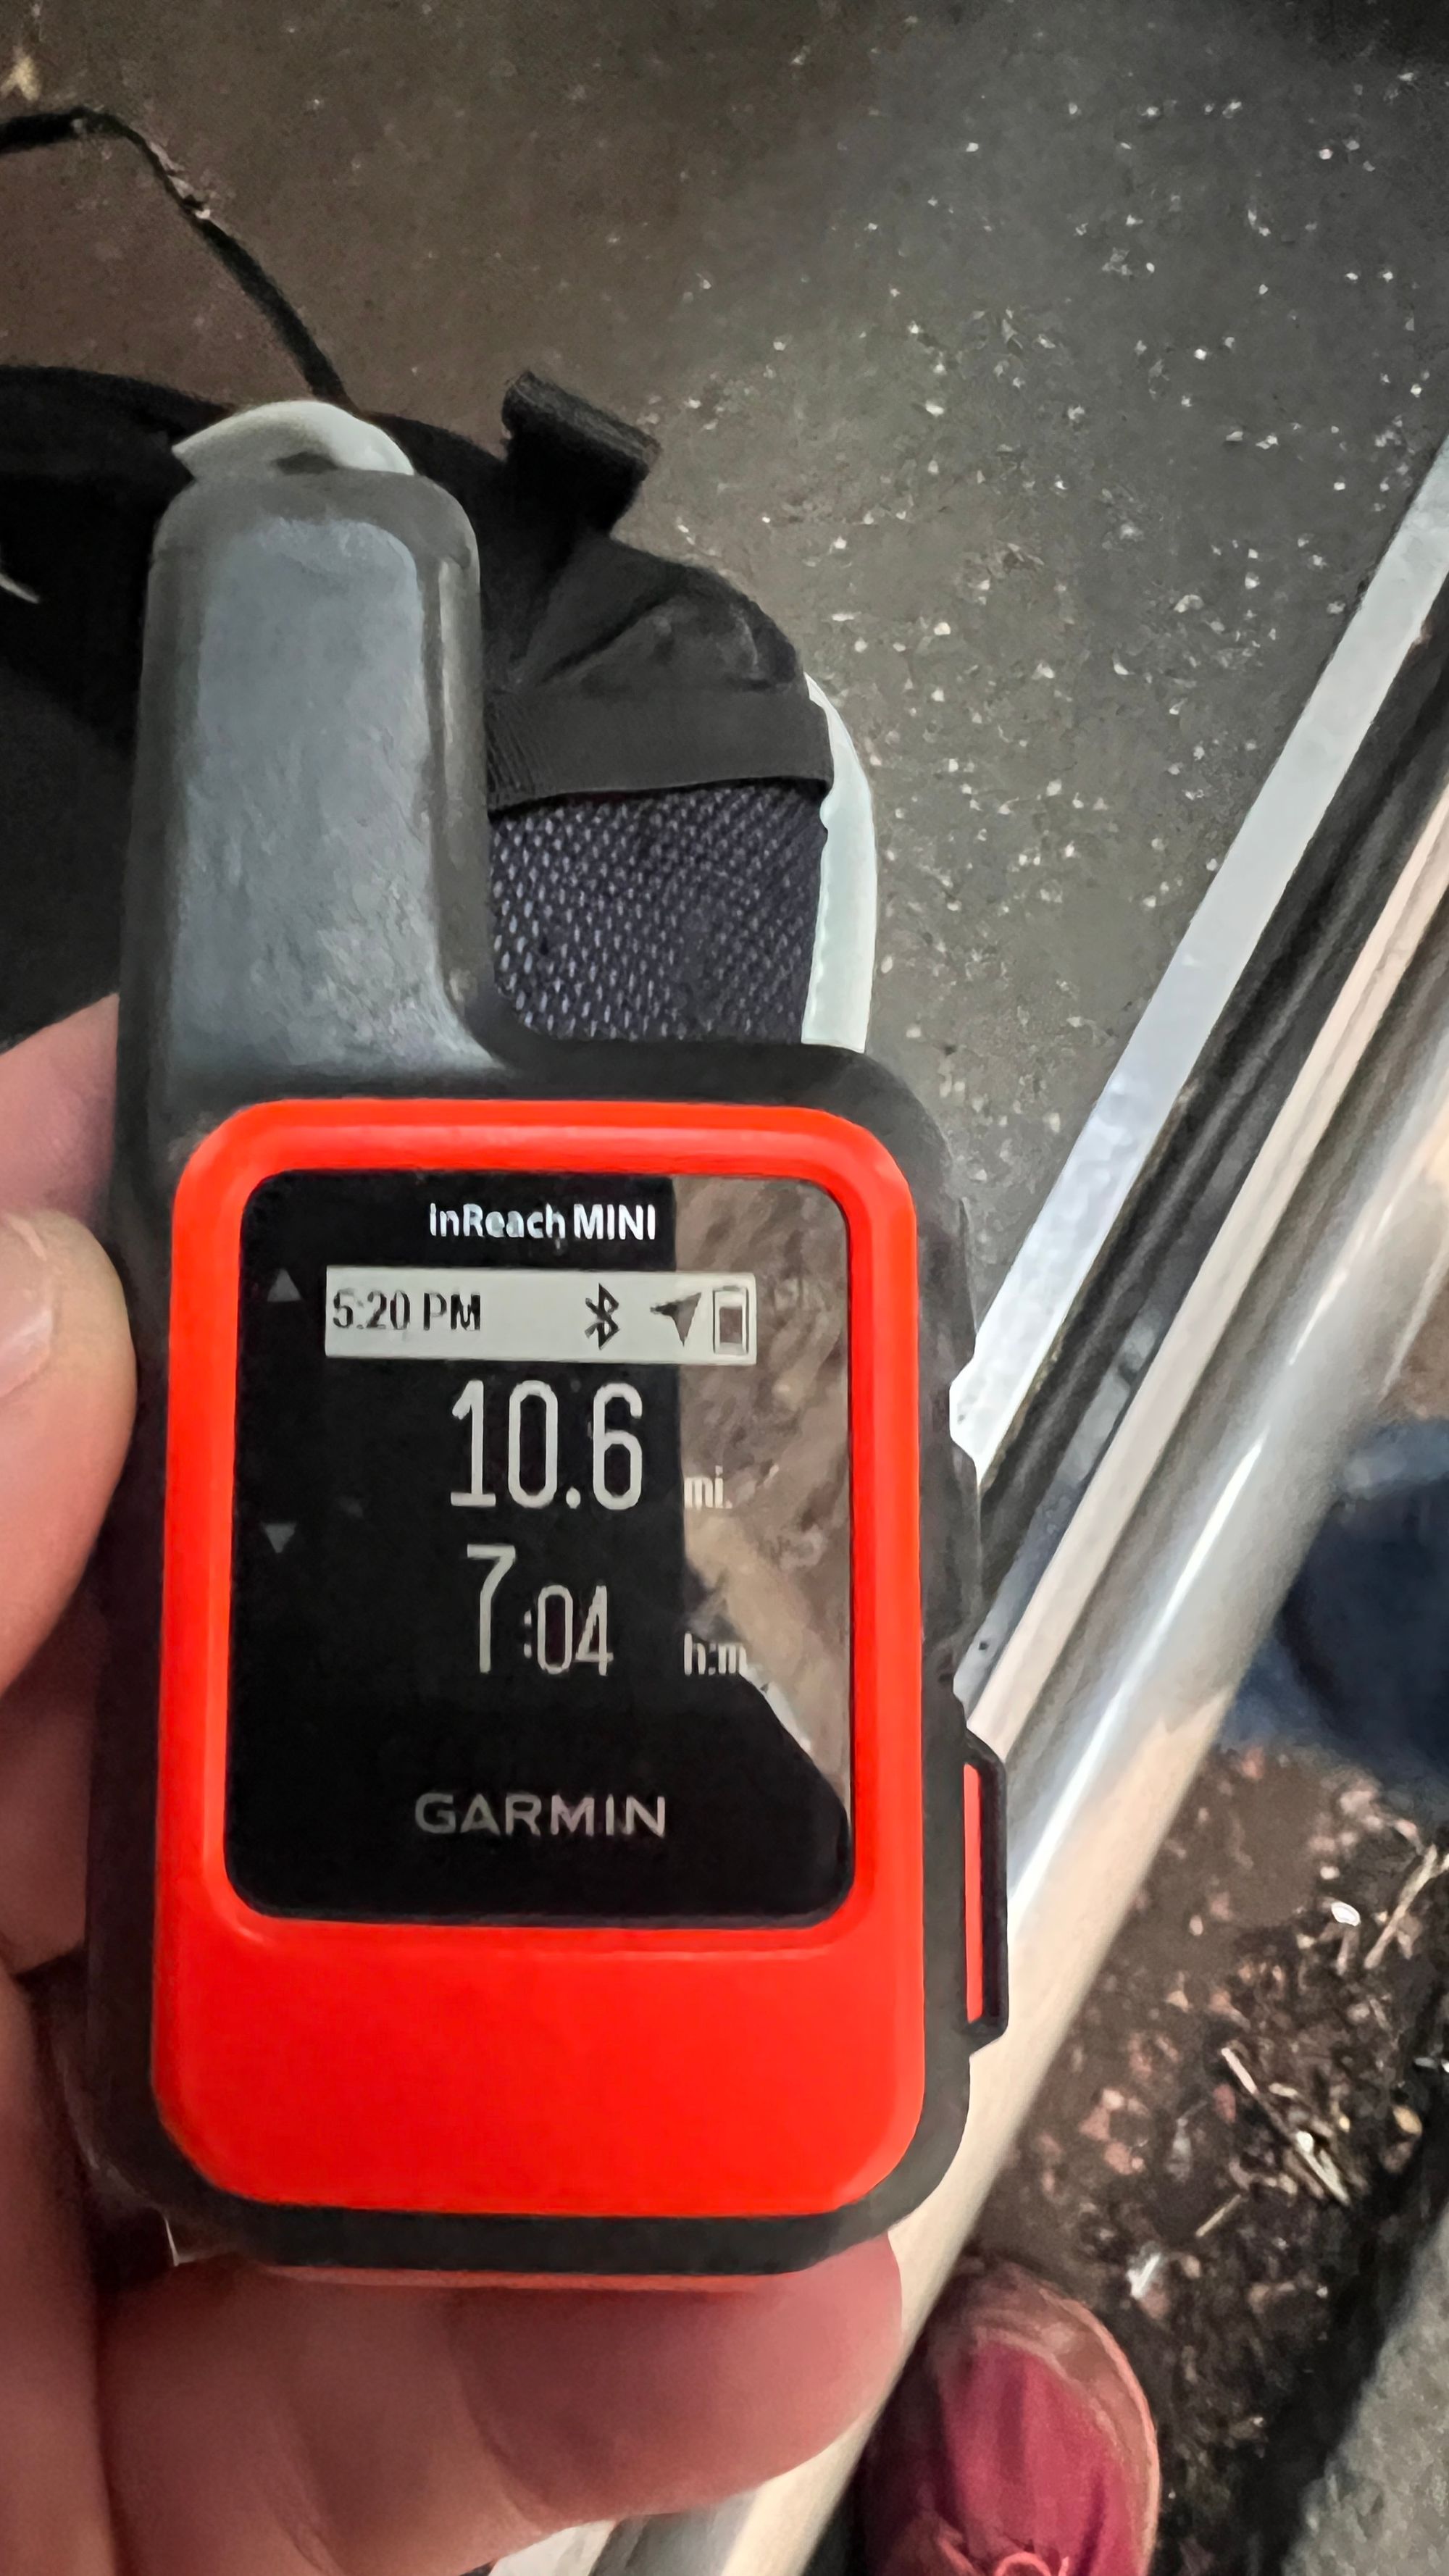 inReach MINI
5:20 PM
10.6 mi.
7:04 h:m
GARMIN